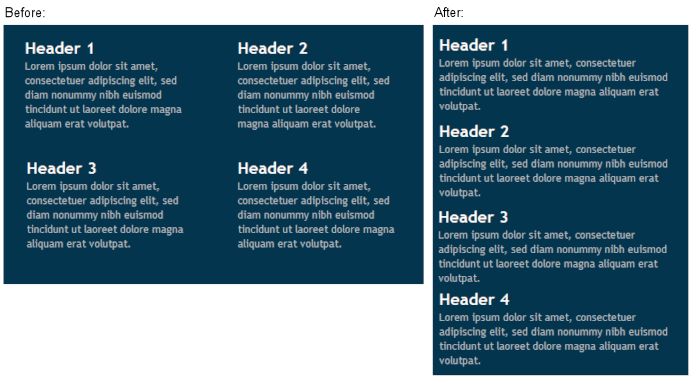 Before:
Header 1
Lorem ipsum dolor sit amet,
consectetuer adipiscing elit, sed
diam nonummy nibh euismod
tincidunt ut laoreet dolore magna
aliquam erat volutpat.
Header 2
Lorem ipsum dolor sit amet,
consectetuer adipiscing elit, sed
diam nonummy nibh euismod
tincidunt ut laoreet dolore
magna aliquam erat volutpat.
Header 3
Lorem ipsum dolor sit amet,
consectetuer adipiscing elit, sed
diam nonummy nibh euismod
tincidunt ut laoreet dolore magna
aliquam erat volutpat.
Header 4
Lorem ipsum dolor sit amet,
consectetuer adipiscing elit, sed
diam nonummy nibh euismod
tincidunt ut laoreet dolore magna
aliquam erat volutpat.
After:
Header 1
Lorem ipsum dolor sit amet, consectetuer
adipiscing elit, sed diam nonummy nibh euismod
tincidunt ut laoreet dolore magna aliquam erat
volutpat.
Header 2
Lorem ipsum dolor sit amet, consectetuer
adipiscing elit, sed diam nonummy nibh euismod
tincidunt ut laoreet dolore magna aliquam erat
volutpat.
Header 3
Lorem ipsum dolor sit amet, consectetuer
adipiscing elit, sed diam nonummy nibh euismod
tincidunt ut laoreet dolore magna aliquam erat
volutpat.
Header 4
Lorem ipsum dolor sit amet, consectetuer
adipiscing elit, sed diam nonummy nibh euismod
tincidunt ut laoreet dolore magna aliquam erat
volutpat.